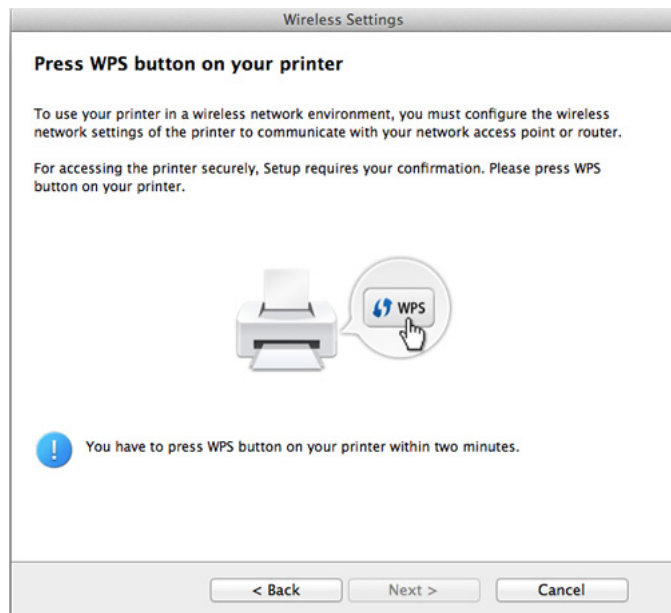 Wireless Settings
Press WPS button on your printer
To use your printer in a wireless network environment, you must configure the wireless
network settings of the printer to communicate with your network access point or router.
For accessing the printer securely, Setup requires your confirmation. Please press WPS
button on your printer.
WPS
You have to press WPS button on your printer within two minutes.
< Back
Next >
Cancel